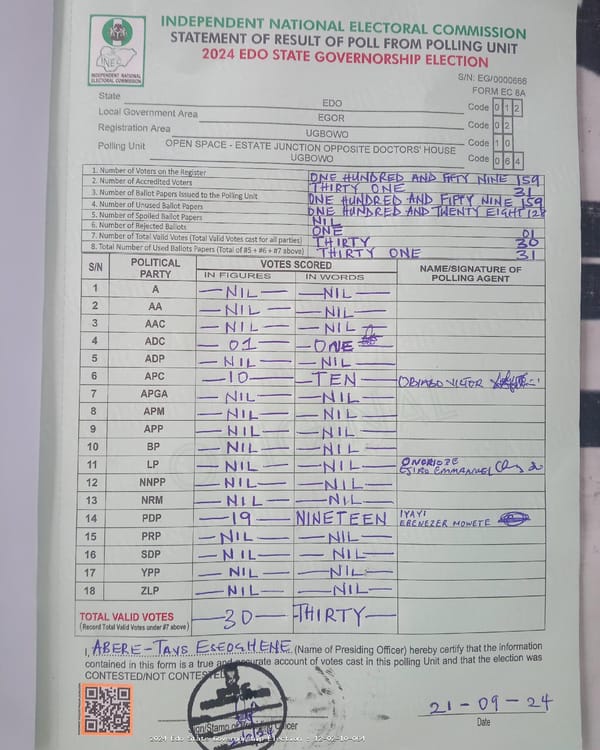 INDEPENDENT NATIONAL ELECTORAL COMMISSION
STATEMENT OF RESULT OF POLL FROM POLLING UNIT
2024 EDO STATE GOVERNORSHIP ELECTION
INEC
INDEPENDENT NATIONAL ELECTORAL COMMISSION
S/N: EG/0000666
FORM EC 8A
State EDO Code 0 1 2
Local Government Area EGOR Code 0 2
Registration Area UGBOWO Code 1 0
Polling Unit OPEN SPACE - ESTATE JUNCTION OPPOSITE DOCTORS' HOUSE
UGBOWO Code 0 6 4
1. Number of Voters on the Register ONE HUNDRED AND FIFTY NINE 159
2. Number of Accredited Voters THIRTY ONE 31
3. Number of Ballot Papers Issued to the Polling Unit ONE HUNDRED AND FIFTY NINE 159
4. Number of Unused Ballot Papers ONE HUNDRED AND TWENTY EIGHT 128
5. Number of Spoiled Ballot Papers NIL
6. Number of Rejected Ballots ONE 01
7. Number of Total Valid Votes (Total Valid Votes cast for all parties) THIRTY 30
8. Total Number of Used Ballots Papers (Total of #5 + #6 + #7 above) THIRTY ONE 31
S/N POLITICAL PARTY VOTES SCORED NAME/SIGNATURE OF POLLING AGENT
IN FIGURES IN WORDS
1 A NIL NIL
2 AA NIL NIL
3 AAC NIL NIL
4 ADC 01 ONE
5 ADP NIL NIL
6 APC 10 TEN OBIABO VICTOR
7 APGA NIL NIL
8 APM NIL NIL
9 APP NIL NIL
10 BP NIL NIL
11 LP NIL NIL EMMANUEL
12 NNPP NIL NIL
13 NRM NIL NIL
14 PDP 19 NINETEEN IYAYI EBENEZER MOWETE
15 PRP NIL NIL
16 SDP NIL NIL
17 YPP NIL NIL
18 ZLP NIL NIL
TOTAL VALID VOTES 30 THIRTY
(Record Total Valid Votes under #7 above)
I, ABERE-TAYS ESEOGHENE (Name of Presiding Officer) hereby certify that the information
contained in this form is a true and accurate account of votes cast in this polling Unit and that the election was
CONTESTED/NOT CONTESTED
21-09-24
Sign/Stamp of Officer Date
2024 Edo State Governorship Election - 12-02-10-064